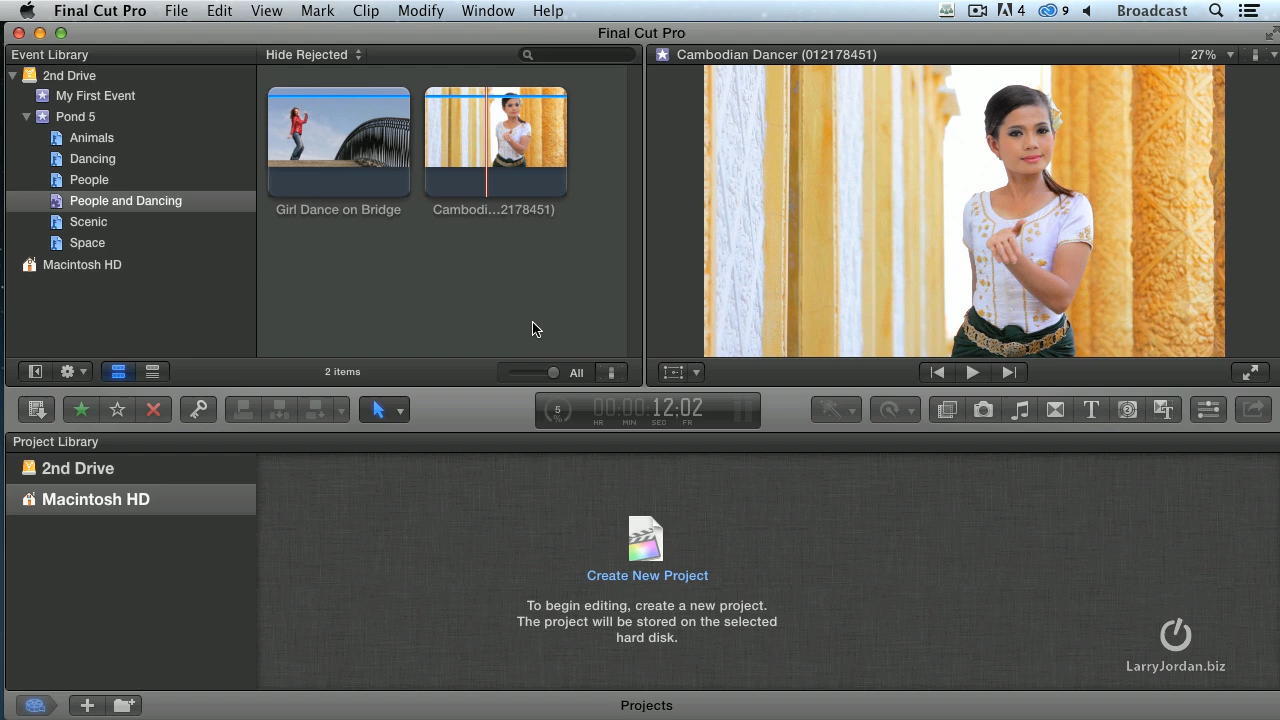 Final Cut Pro File Edit View Mark Clip Modify Window Help 4 9 Broadcast
Final Cut Pro
Event Library Hide Rejected Cambodian Dancer (012178451) 27%
2nd Drive
My First Event
Pond 5
Animals
Dancing
People
People and Dancing
Scenic
Space
Macintosh HD
Girl Dance on Bridge Cambodi...2178451)
2 items All
5 % 00:00:12:02
HR MIN SEC FR
Project Library
2nd Drive
Macintosh HD
Create New Project
To begin editing, create a new project.
The project will be stored on the selected
hard disk.
LarryJordan.biz
Projects